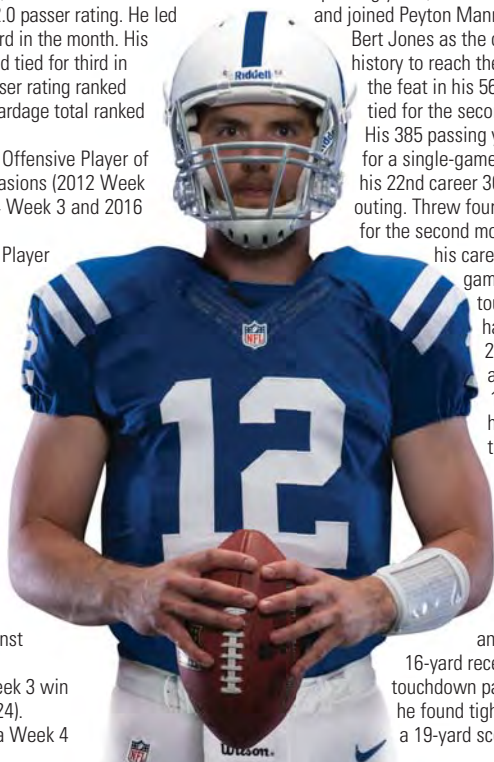 2.0 passer rating. He led
rd in the month. His
d tied for third in
sser rating ranked
ardage total ranked
Offensive Player of
asions (2012 Week
Week 3 and 2016
Player
nst
eek 3 win
24).
a Week 4
and joined Peyton Mann
Bert Jones as the
history to reach the
the feat in his 56
tied for the seco
His 385 passing y
for a single-game
his 22nd career 30
outing. Threw four
for the second mo
his care
gam
tou
ha
2
a
h
t
an
16-yard rece
touchdown pa
he found tigh
a 19-yard sc
Riddell
NFL
12
2
NFL
Wilson